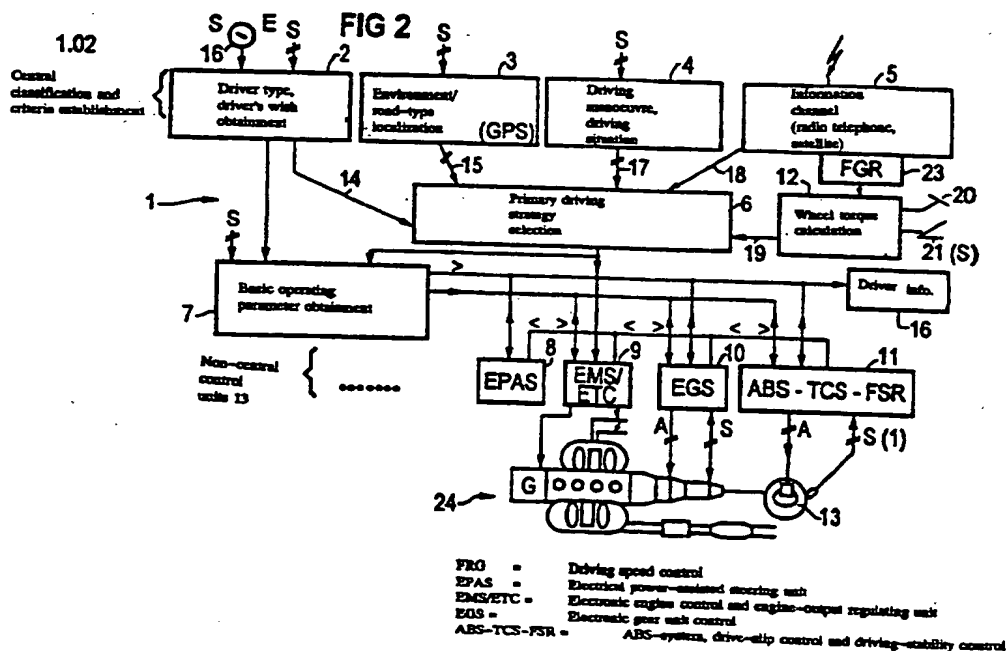 FIG 2
1.02
S
16
E
S
2
S
3
S
4
5
Central
classification and
criteria establishment
Driver type,
driver's wish
obtainment
Environment/
road-type
localization
(GPS)
Driving
manoeuvre,
driving
situation
Information
channel
(radio telephone,
satellite)
FGR
23
14
15
17
18
12
1
S
Primary driving
strategy
selection
6
Wheel torque
calculation
20
19
21 (S)
7
Basic operating
parameter obtainment
>
Driver info.
16
< >
< >
< >
Non-central
control
units 13
8
9
10
11
EPAS
EMS/
ETC
EGS
ABS-TCS-FSR
A
S
A
S (1)
24
G
13
FRG = Driving speed control
EPAS = Electrical power-assisted steering unit
EMS/ETC = Electronic engine control and engine-output regulating unit
EGS = Electronic gear unit control
ABS-TCS-FSR = ABS-system, drive-slip control and driving-stability control